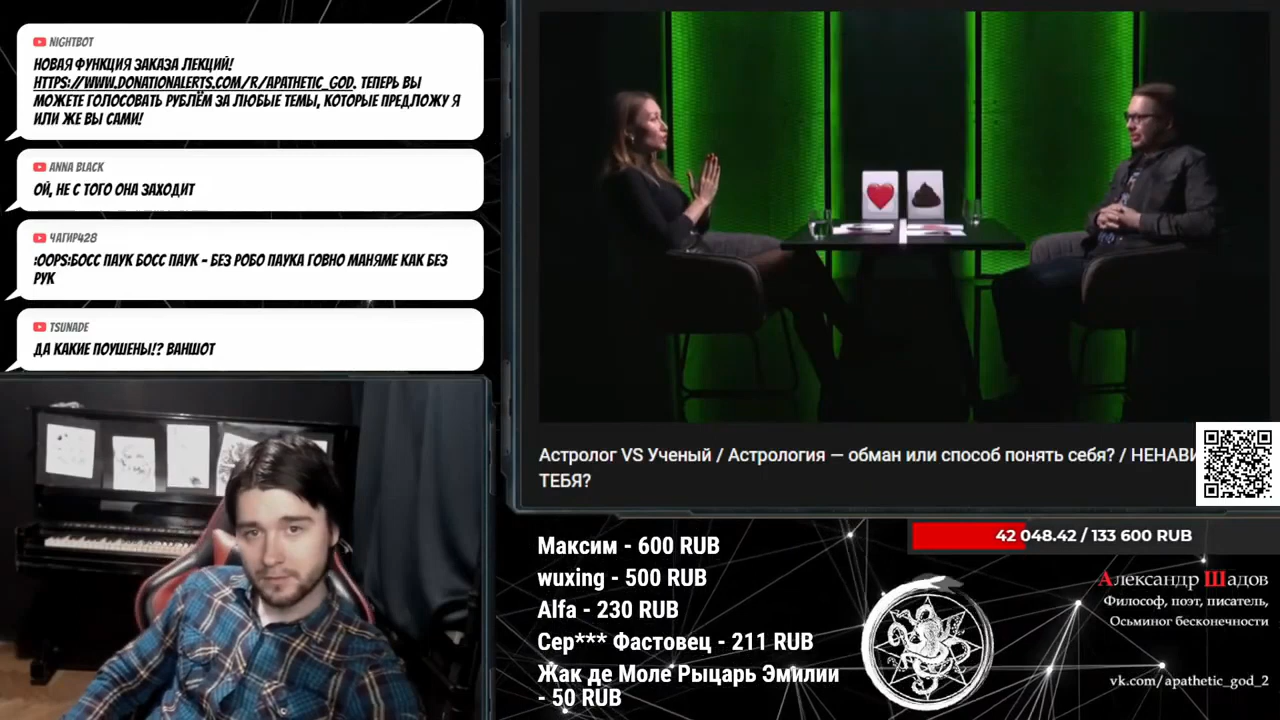 NIGHTBOT
НОВАЯ ФУНКЦИЯ ЗАКАЗА ЛЕКЦИЙ!
HTTPS://WWW.DONATIONALERTS.COM/R/APATHETIC_GOD. ТЕПЕРЬ ВЫ
МОЖЕТЕ ГОЛОСОВАТЬ РУБЛЁМ ЗА ЛЮБЫЕ ТЕМЫ, КОТОРЫЕ ПРЕДЛОЖУ Я
ИЛИ ЖЕ ВЫ САМИ!
ANNA BLACK
ОЙ, НЕ С ТОГО ОНА ЗАХОДИТ
ЧАГИР428
:OOPS:БОСС ПАУК БОСС ПАУК - БЕЗ РОБО ПАУКА ГОВНО МАНЯМЕ КАК БЕЗ
РУК
TSUNADE
ДА КАКИЕ ПОУШЕНЫ!? ВАНШОТ
Астролог VS Ученый / Астрология — обман или способ понять себя? / НЕНАВИ
ТЕБЯ?
Максим - 600 RUB
wuxing - 500 RUB
Alfa - 230 RUB
Сер*** Фастовец - 211 RUB
Жак де Моле Рыцарь Эмилии
- 50 RUB
42 048.42 / 133 600 RUB
Александр Шадов
Философ, поэт, писатель,
Осьминог бесконечности
vk.com/apathetic_god_2